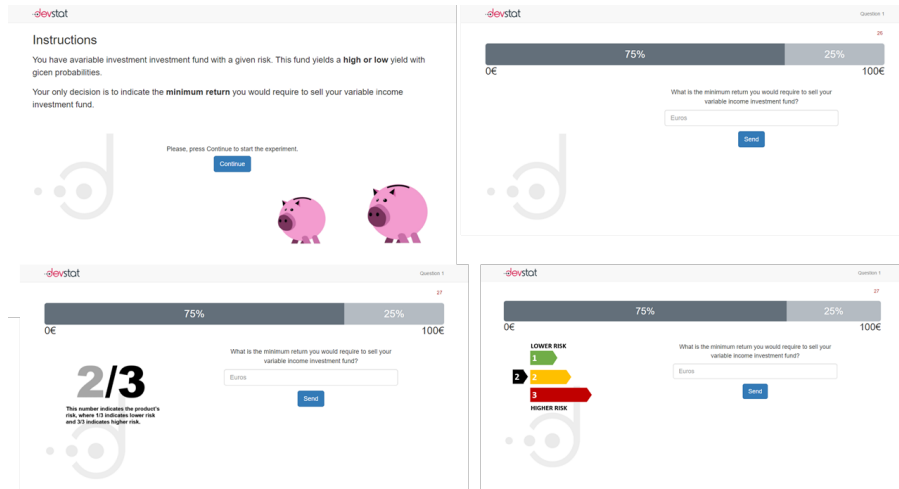 devstat
Instructions
You have avariable investment investment fund with a given risk. This fund yields a high or low yield with
gicen probabilities.
Your only decision is to indicate the minimum return you would require to sell your variable income
investment fund.
Please, press Continue to start the experiment.
Continue
devstat
Question 1
26
75%
25%
0€
100€
What is the minimum return you would require to sell your
variable income investment fund?
Euros
Send
devstat
Question 1
27
75%
25%
0€
100€
2/3
This number indicates the product's
risk, where 1/3 indicates lower risk
and 3/3 indicates higher risk.
What is the minimum return you would require to sell your
variable income investment fund?
Euros
Send
devstat
Question 1
27
75%
25%
0€
100€
LOWER RISK
1
2
2
3
HIGHER RISK
What is the minimum return you would require to sell your
variable income investment fund?
Euros
Send